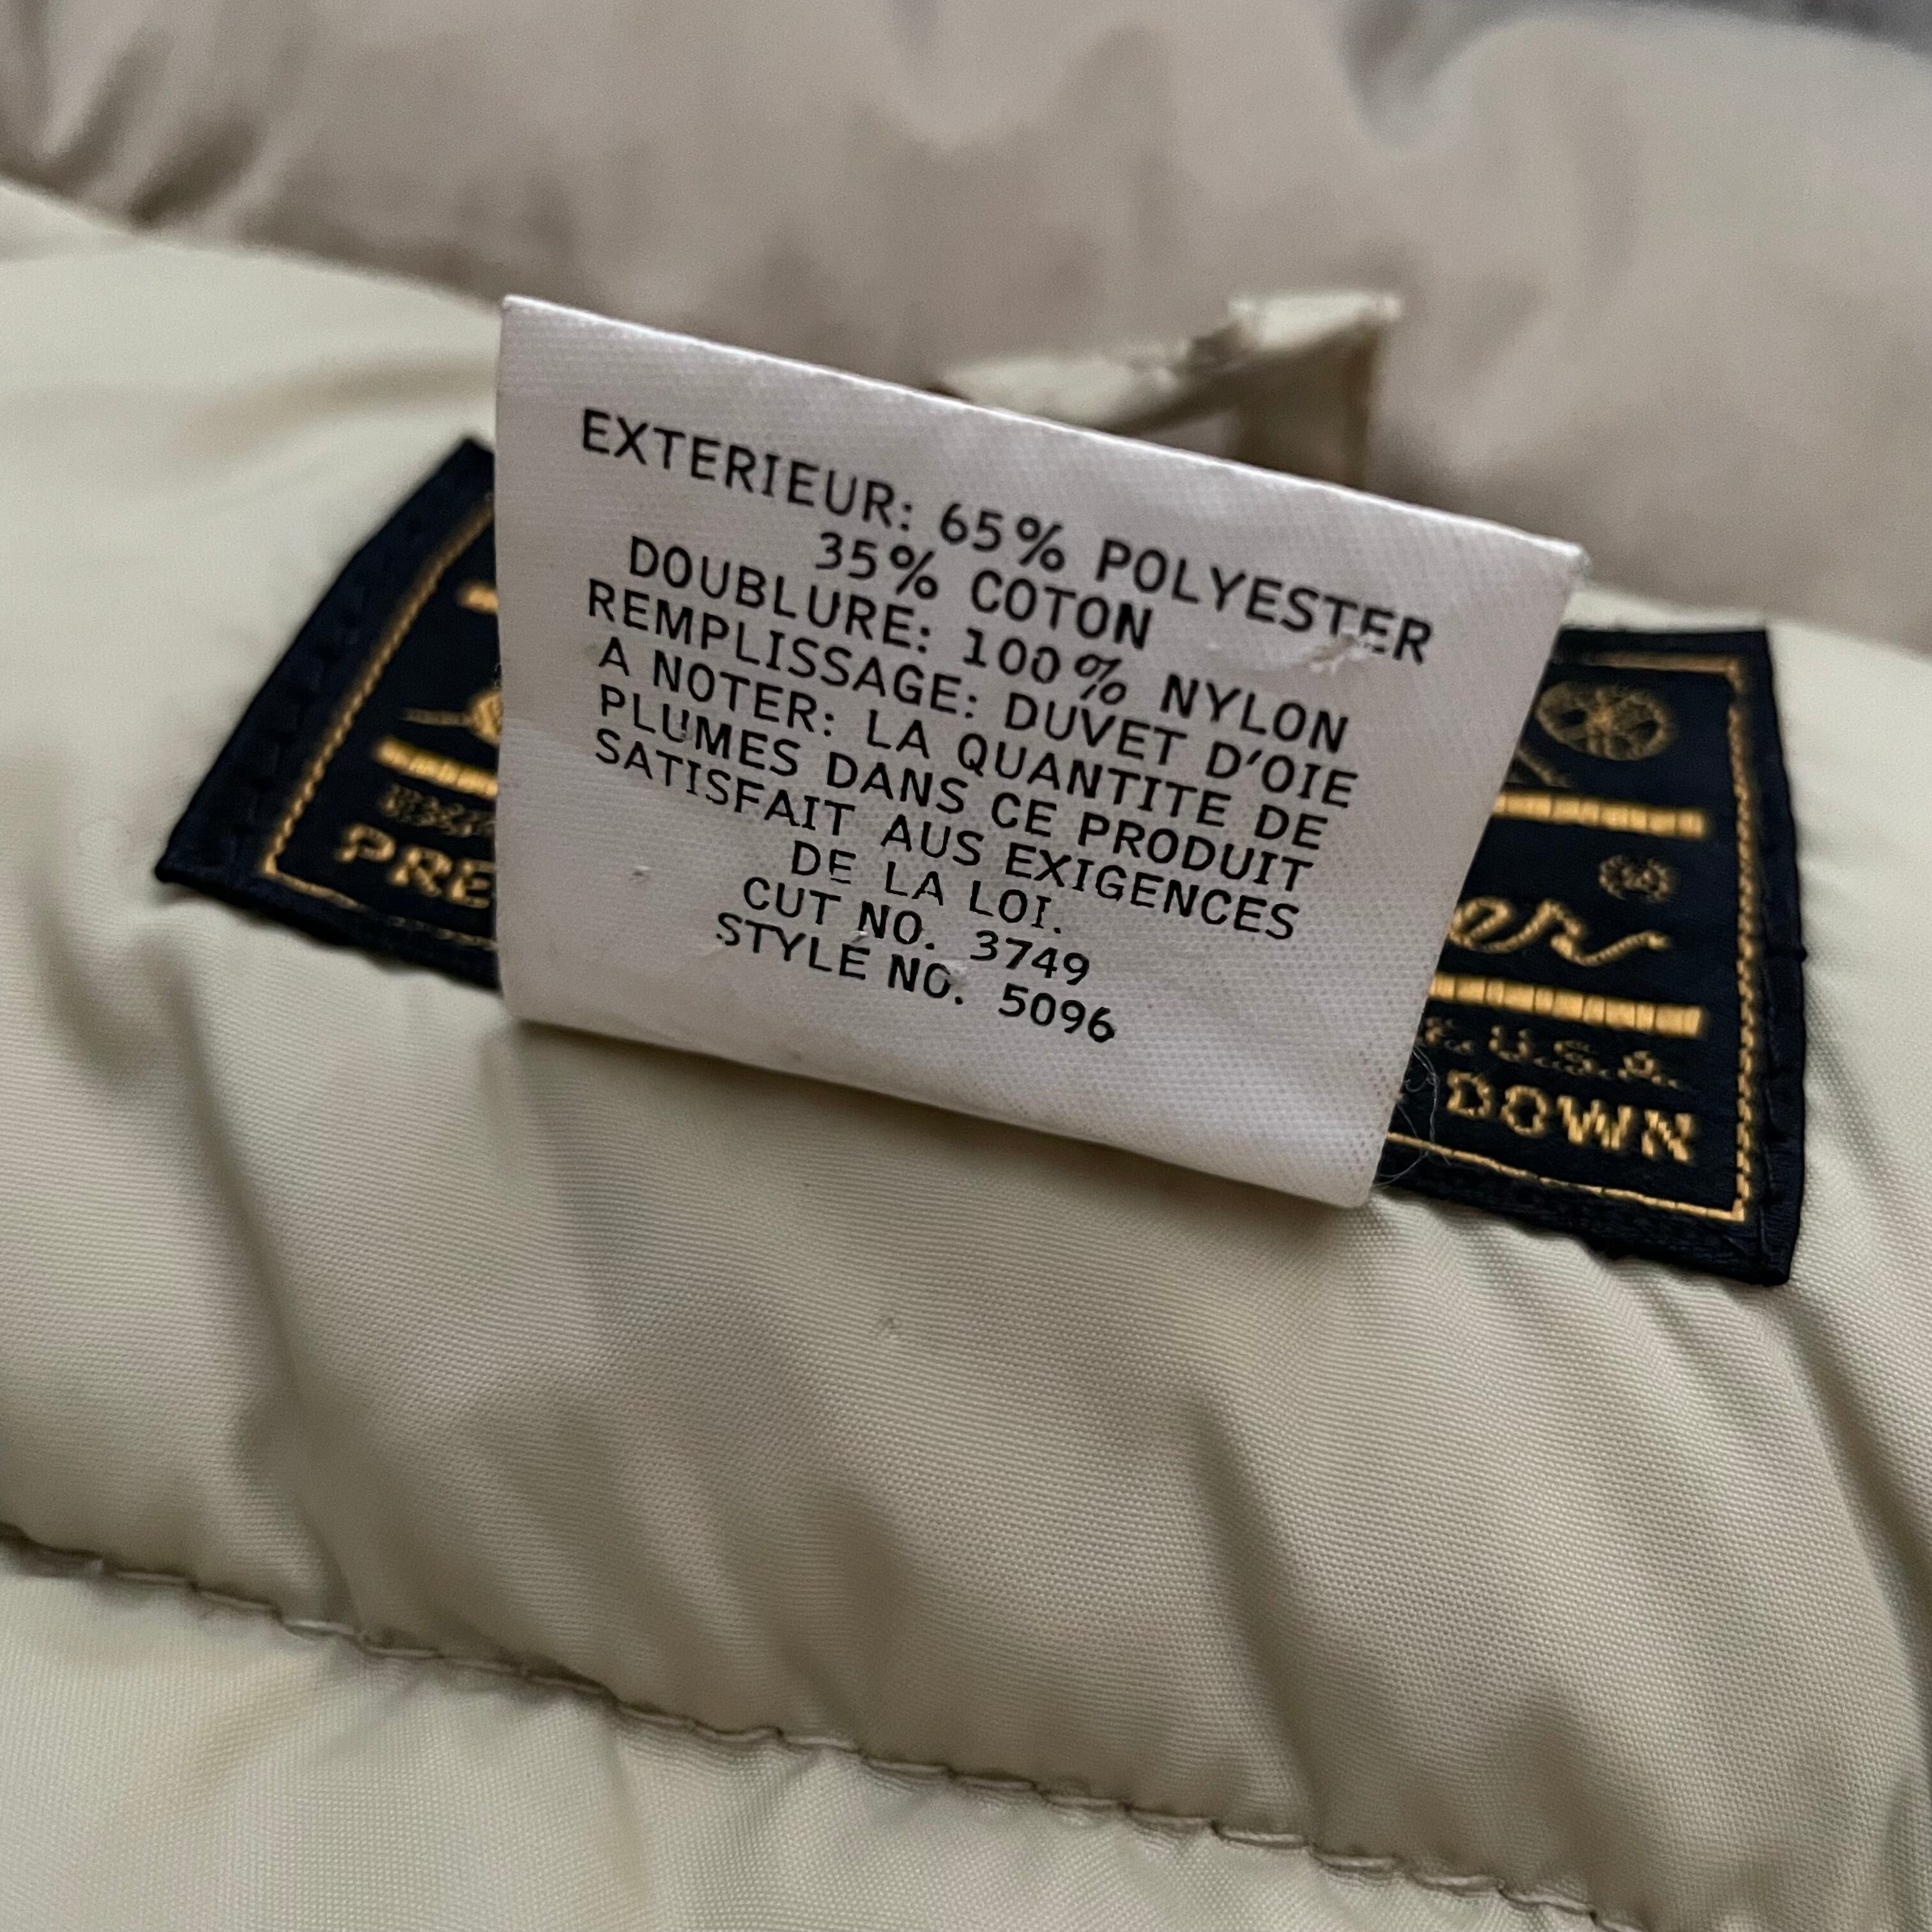 EXTERIEUR: 65% POLYESTER
35% COTON
DOUBLURE: 100% NYLON
REMPLISSAGE: DUVET D'OIE
A NOTER: LA QUANTITE DE
PLUMES DANS CE PRODUIT
SATISFAIT AUS EXIGENCES
DE LA LOI.
CUT NO. 3749
STYLE NO. 5096
U.S.A.
DOWN